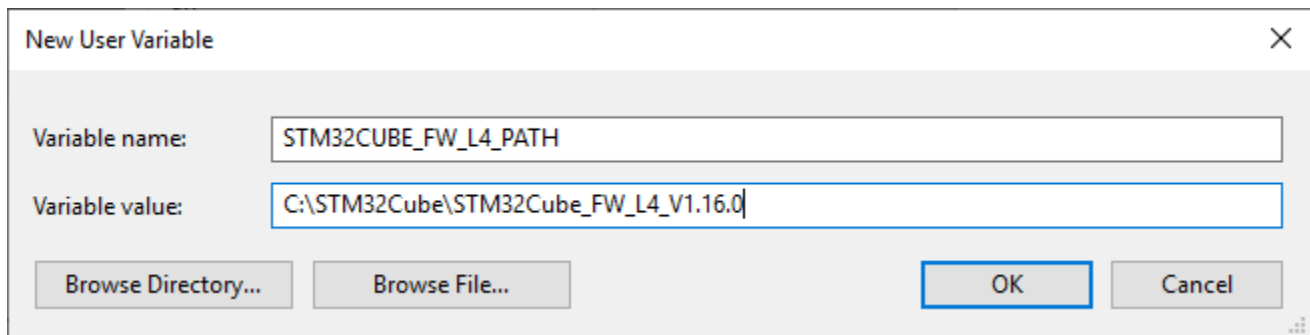 New User Variable
Variable name: STM32CUBE_FW_L4_PATH
Variable value: C:\STM32Cube\STM32Cube_FW_L4_V1.16.0
Browse Directory... Browse File... OK Cancel